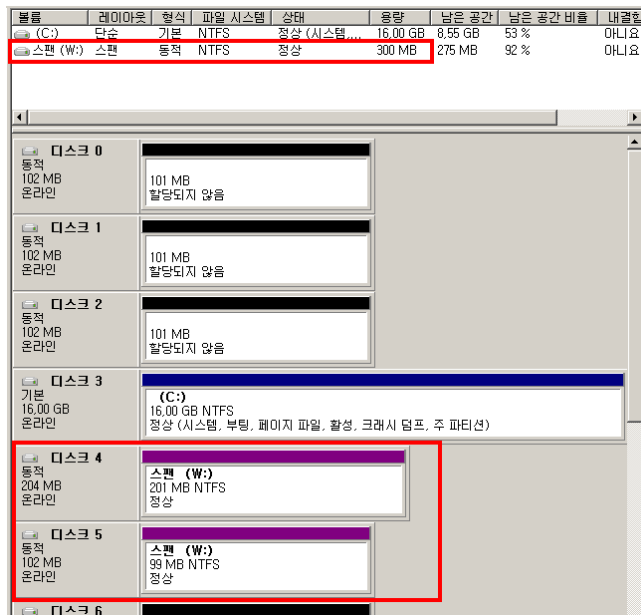 볼륨 레이아웃 형식 파일 시스템 상태 용량 남은 공간 남은 공간 비율 내결함
(C:) 단순 기본 NTFS 정상 (시스템,... 16,00 GB 8,55 GB 53 % 아니요
스팬 (W:) 스팬 동적 NTFS 정상 300 MB 275 MB 92 % 아니요
디스크 0
동적
102 MB
온라인
101 MB
할당되지 않음
디스크 1
동적
102 MB
온라인
101 MB
할당되지 않음
디스크 2
동적
102 MB
온라인
101 MB
할당되지 않음
디스크 3
기본
16,00 GB
온라인
(C:)
16,00 GB NTFS
정상 (시스템, 부팅, 페이지 파일, 활성, 크래시 덤프, 주 파티션)
디스크 4
동적
204 MB
온라인
스팬 (W:)
201 MB NTFS
정상
디스크 5
동적
102 MB
온라인
스팬 (W:)
99 MB NTFS
정상
디스크 6